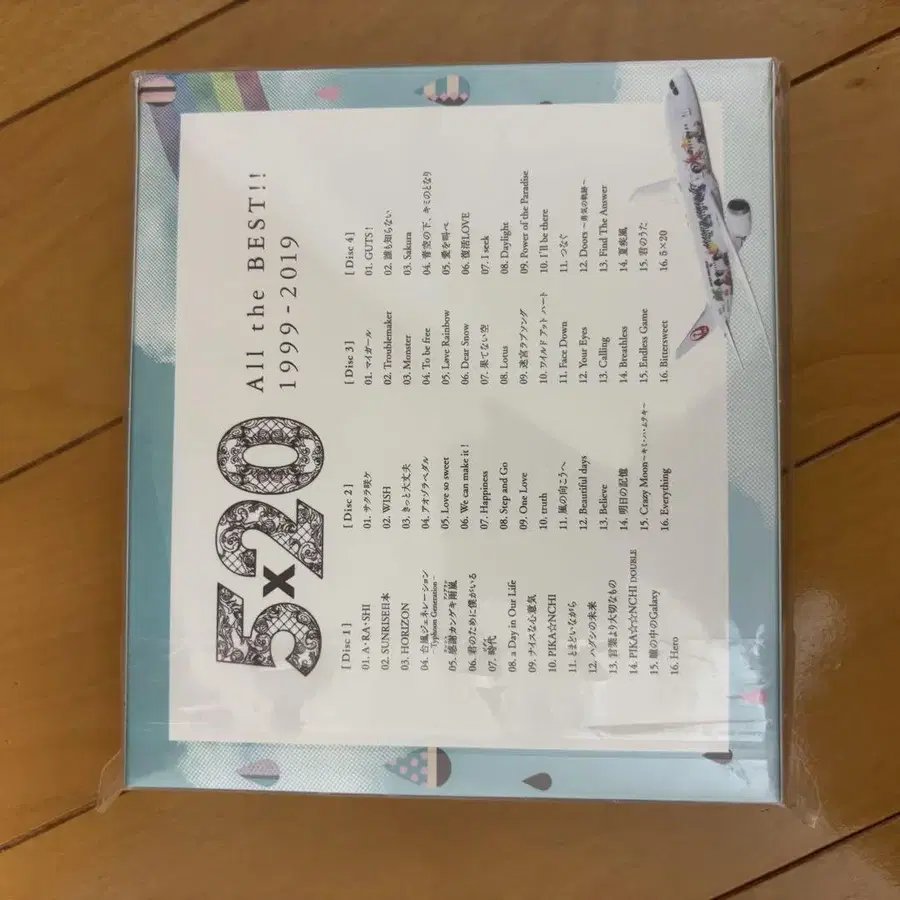 5×20
All the BEST!!
1999-2019
[ Disc 1 ]
01. A・RA・SHI
02. SUNRISE日本
03. HORIZON
04. 台風ジェネレーション
-Typhoon Generation-
05. 感謝カンゲキ雨嵐
06. 君のために僕がいる
07. 時代
08. a Day in Our Life
09. ナイスな心意気
10. PIKA☆NCHI
11. とまどいながら
12. ハダシの未来
13. 言葉より大切なもの
14. PIKA☆☆NCHI DOUBLE
15. 瞳の中のGalaxy
16. Hero
[ Disc 2 ]
01. サクラ咲ケ
02. WISH
03. きっと大丈夫
04. アオゾラペダル
05. Love so sweet
06. We can make it !
07. Happiness
08. Step and Go
09. One Love
10. truth
11. 風の向こうへ
12. Beautiful days
13. Believe
14. 明日の記憶
15. Crazy Moon～キミ・ハ・ムテキ～
16. Everything
[ Disc 3 ]
01. マイガール
02. Troublemaker
03. Monster
04. To be free
05. Løve Rainbow
06. Dear Snow
07. 果てない空
08. Lotus
09. 迷宮ラブソング
10. ワイルド アット ハート
11. Face Down
12. Your Eyes
13. Calling
14. Breathless
15. Endless Game
16. Bittersweet
[ Disc 4 ]
01. GUTS !
02. 誰も知らない
03. Sakura
04. 青空の下、キミのとなり
05. 愛を叫べ
06. 復活LOVE
07. I seek
08. Daylight
09. Power of the Paradise
10. I'll be there
11. つなぐ
12. Doors ～勇気の軌跡～
13. Find The Answer
14. 夏疾風
15. 君のうた
16. 5×20